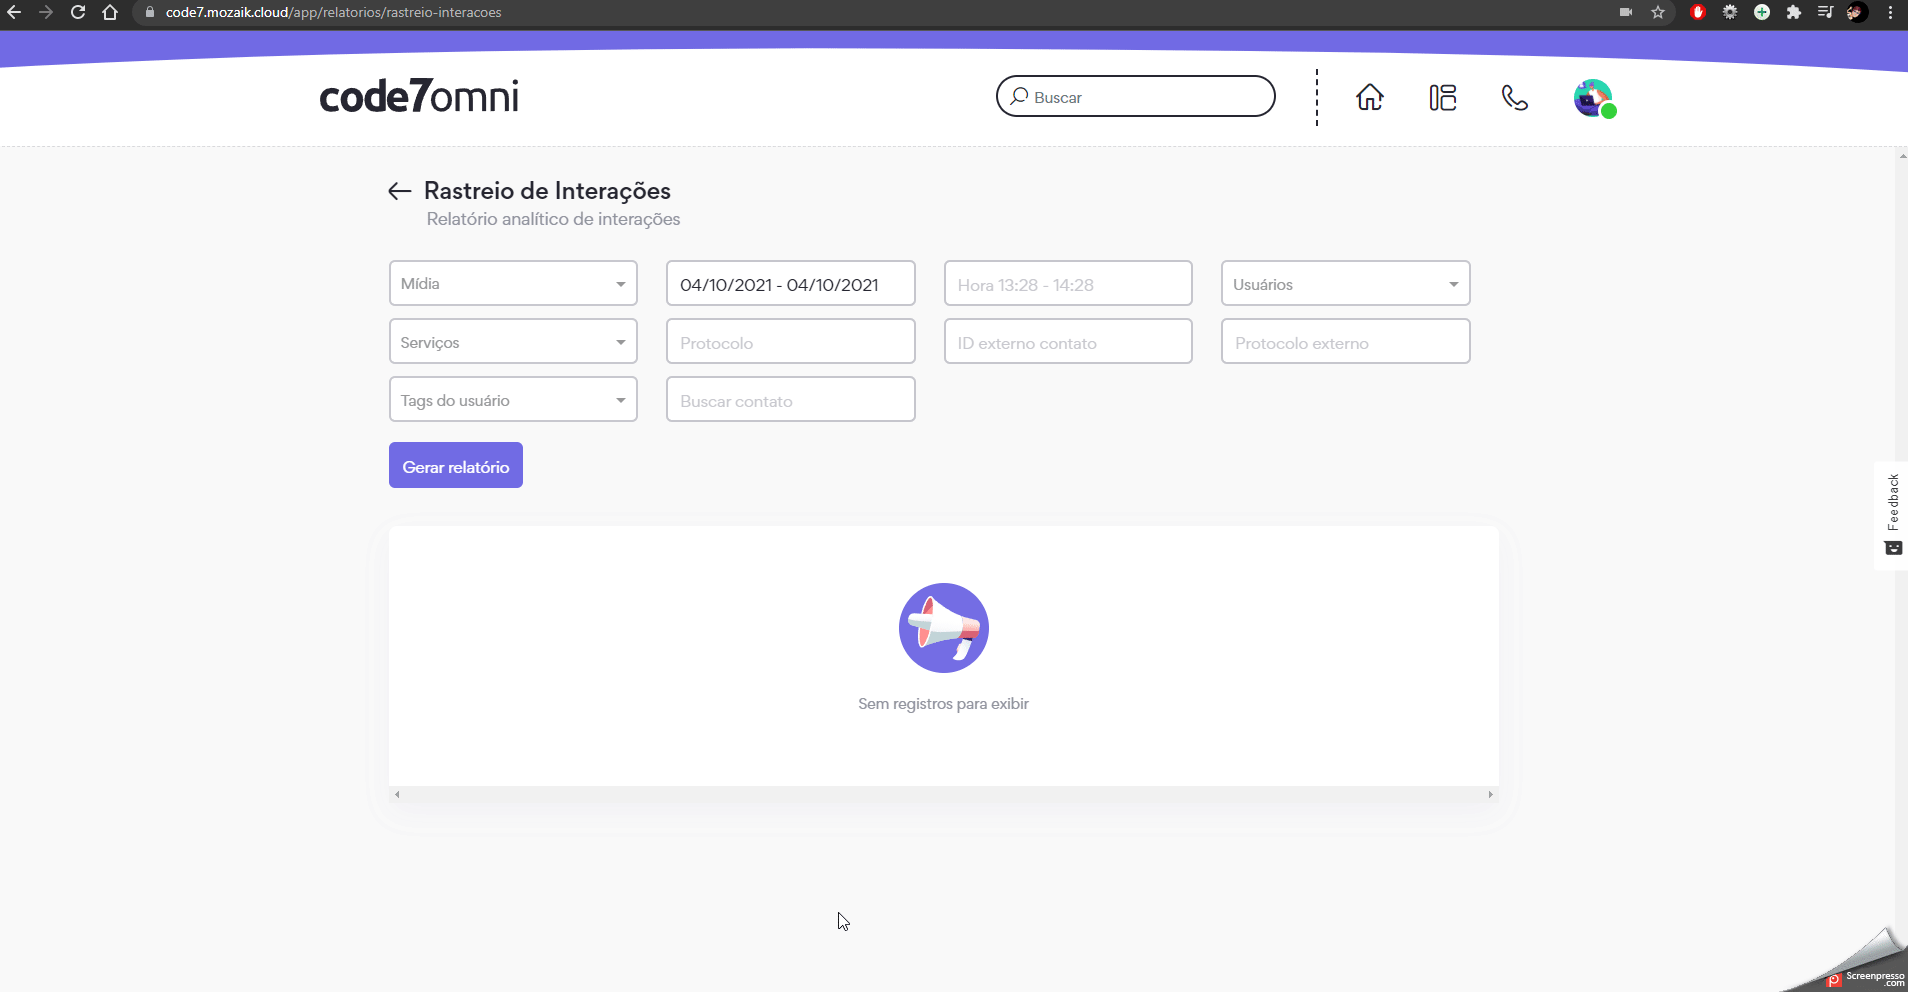 code7.mozaik.cloud/app/relatorios/rastreio-interacoes
code7omni
Buscar
Rastreio de Interações
Relatório analítico de interações
Mídia
04/10/2021 - 04/10/2021
Hora 13:28 - 14:28
Usuários
Serviços
Protocolo
ID externo contato
Protocolo externo
Tags do usuário
Buscar contato
Gerar relatório
Feedback
Sem registros para exibir
Screenpresso
.com